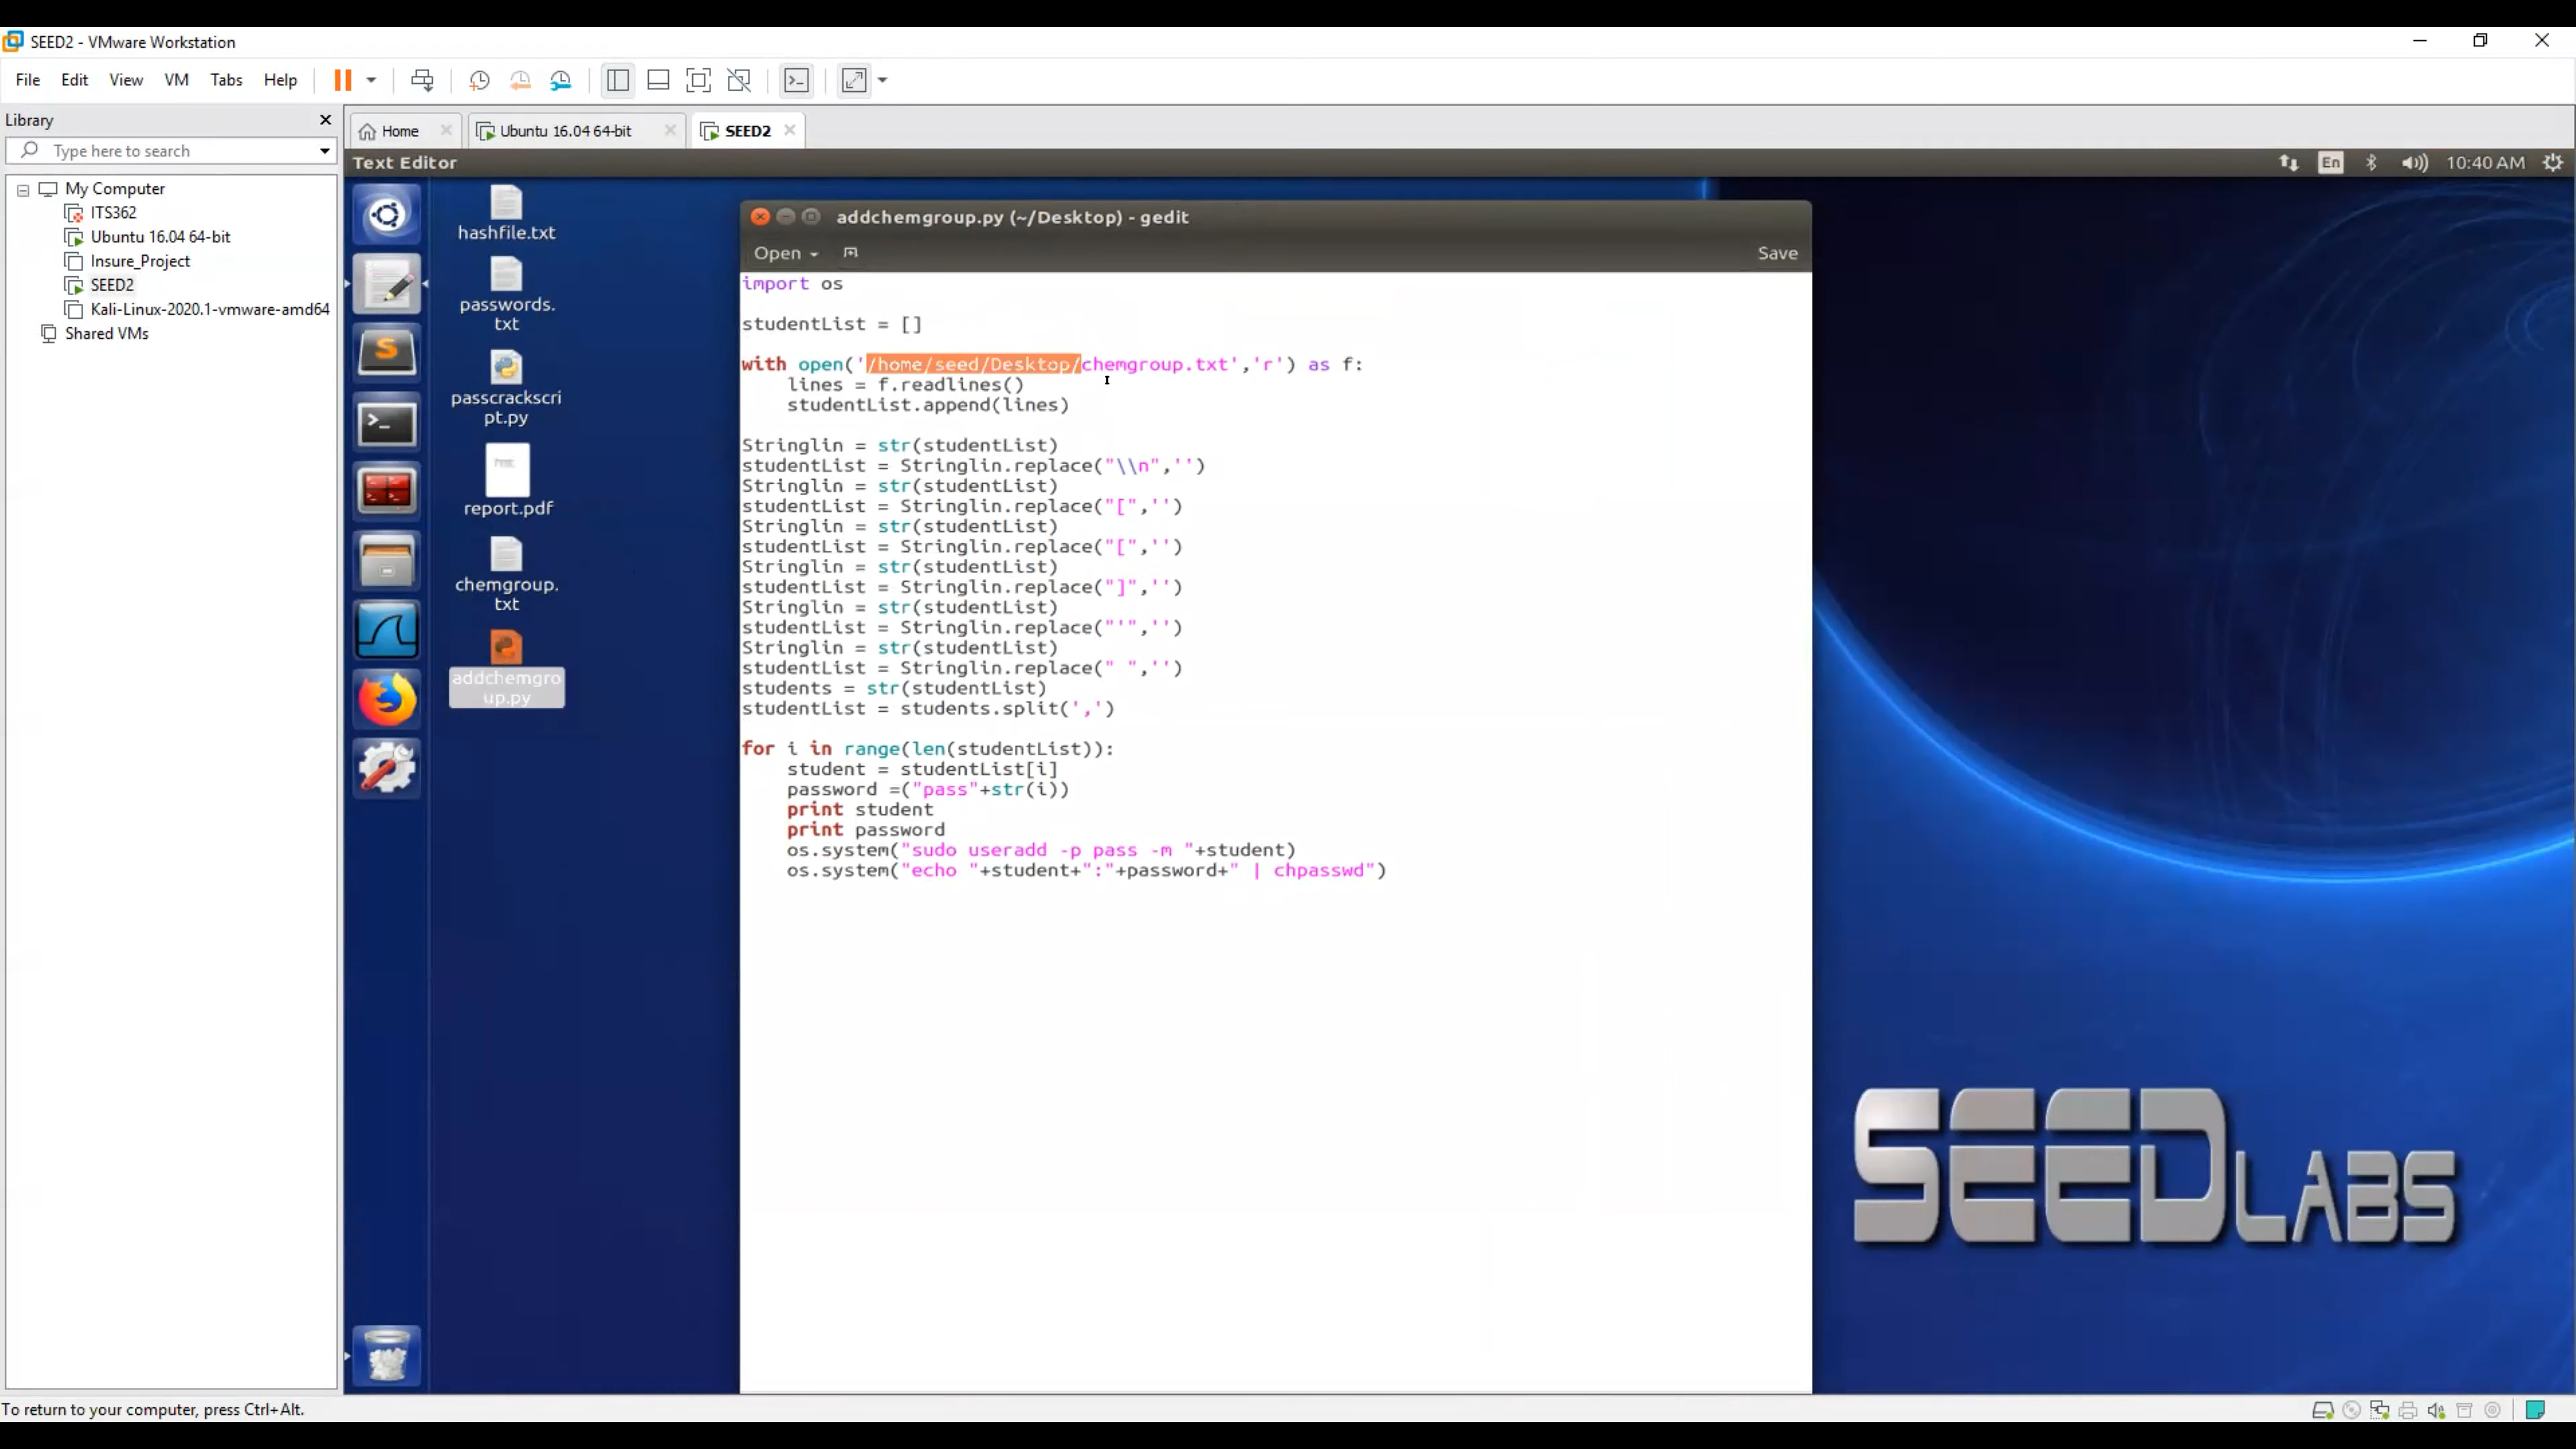 SEED2 - VMware Workstation
File Edit View VM Tabs Help
Library
Type here to search
My Computer
ITS362
Ubuntu 16.04 64-bit
Insure_Project
SEED2
Kali-Linux-2020.1-vmware-amd64
Shared VMs
Home
Ubuntu 16.04 64-bit
SEED2
Text Editor
En
10:40 AM
hashfile.txt
passwords.
txt
passcrackscri
pt.py
report.pdf
chemgroup.
txt
addchemgro
up.py
addchemgroup.py (~/Desktop) - gedit
Open
Save
import os
studentList = []
with open('/home/seed/Desktop/chemgroup.txt','r') as f:
    lines = f.readlines()
    studentList.append(lines)
Stringlin = str(studentList)
studentList = Stringlin.replace("\\n",'')
Stringlin = str(studentList)
studentList = Stringlin.replace("[",'')
Stringlin = str(studentList)
studentList = Stringlin.replace("[",'')
Stringlin = str(studentList)
studentList = Stringlin.replace("]",'')
Stringlin = str(studentList)
studentList = Stringlin.replace("'",'')
Stringlin = str(studentList)
studentList = Stringlin.replace(" ",'')
students = str(studentList)
studentList = students.split(',')
for i in range(len(studentList)):
    student = studentList[i]
    password =("pass"+str(i))
    print student
    print password
    os.system("sudo useradd -p pass -m "+student)
    os.system("echo "+student+":"+password+" | chpasswd")
SEEDLABS
To return to your computer, press Ctrl+Alt.